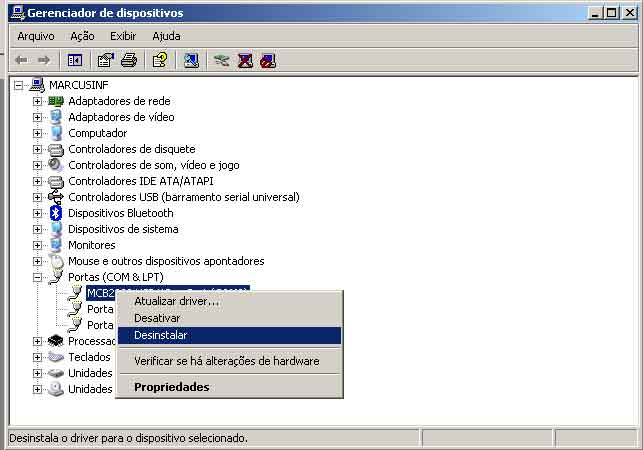 Gerenciador de dispositivos
Arquivo Ação Exibir Ajuda
MARCUSINF
Adaptadores de rede
Adaptadores de vídeo
Computador
Controladores de disquete
Controladores de som, vídeo e jogo
Controladores IDE ATA/ATAPI
Controladores USB (barramento serial universal)
Dispositivos Bluetooth
Dispositivos de sistema
Monitores
Mouse e outros dispositivos apontadores
Portas (COM & LPT)
Porta
Porta
Processad
Teclados
Unidades
Unidades
Atualizar driver...
Desativar
Desinstalar
Verificar se há alterações de hardware
Propriedades
Desinstala o driver para o dispositivo selecionado.